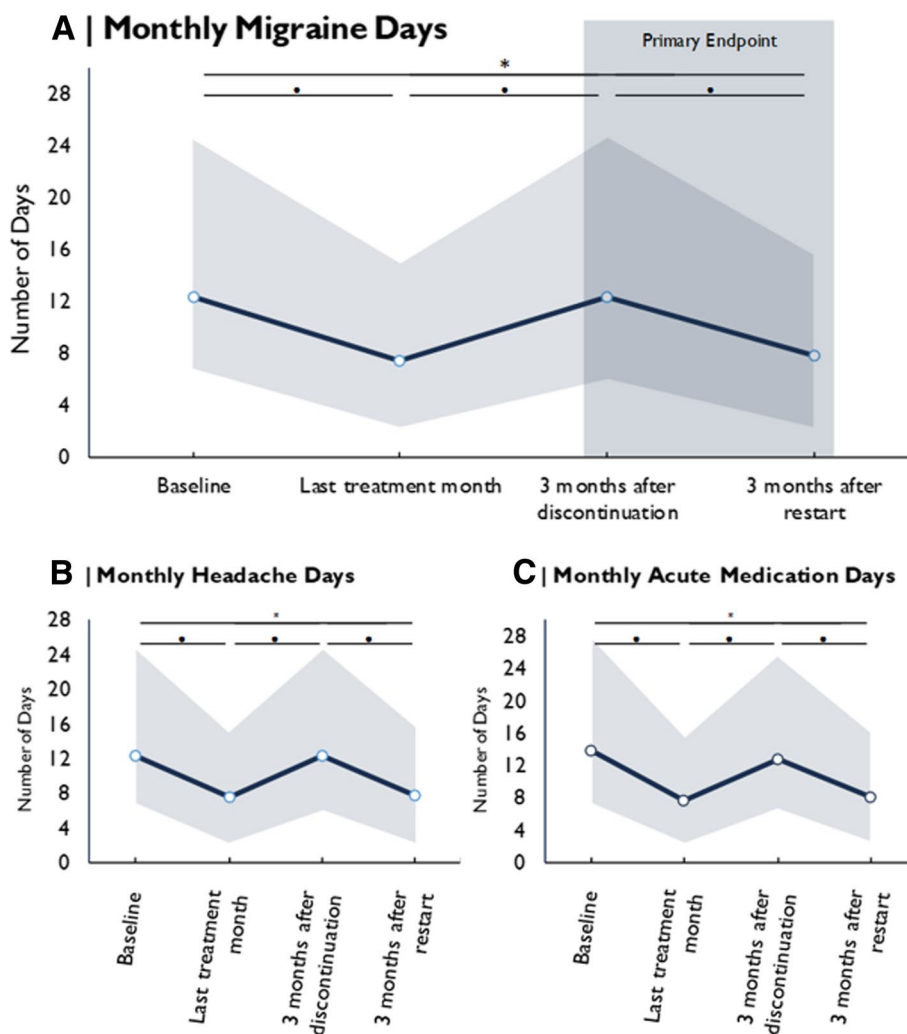 A | Monthly Migraine Days
Primary Endpoint
*
• • •
28
24
20
16
12
8
4
0
Number of Days
Baseline
Last treatment month
3 months after
discontinuation
3 months after
restart
B | Monthly Headache Days
*
• • •
28
24
20
16
12
8
4
0
Number of Days
Baseline
Last treatment
month
3 months after
discontinuation
3 months after
restart
C | Monthly Acute Medication Days
*
• • •
28
24
20
16
12
8
4
0
Number of Days
Baseline
Last treatment
month
3 months after
discontinuation
3 months after
restart